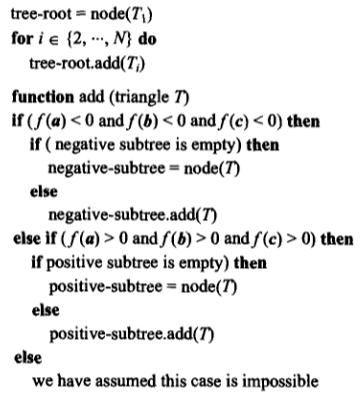 tree-root = node(T₁)
for i ∈ {2, ···, N} do
tree-root.add(Tᵢ)
function add (triangle T)
if (f(a) < 0 and f(b) < 0 and f(c) < 0) then
if ( negative subtree is empty) then
negative-subtree = node(T)
else
negative-subtree.add(T)
else if (f(a) > 0 and f(b) > 0 and f(c) > 0) then
if positive subtree is empty) then
positive-subtree = node(T)
else
positive-subtree.add(T)
else
we have assumed this case is impossible